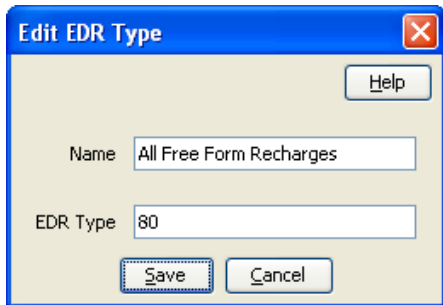 Edit EDR Type
Help
Name All Free Form Recharges
EDR Type 80
Save Cancel